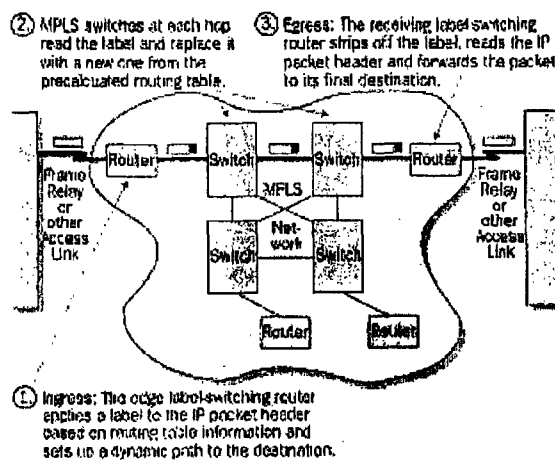 2. MPLS switches at each hop
read the label and replace it
with a new one from the
precalculated routing table.
3. Egress: The receiving label-switching
router strips off the label, reads the IP
packet header and forwards the packet
to its final destination.
Router
Switch
Switch
Router
Frame
Relay
or
other
Access
Link
MPLS
Net-
work
Frame
Relay
or other
Access
Link
Switch
Switch
Router
Router
1. Ingress: The edge label-switching router
applies a label to the IP packet header
based on routing table information and
sets up a dynamic path to the destination.